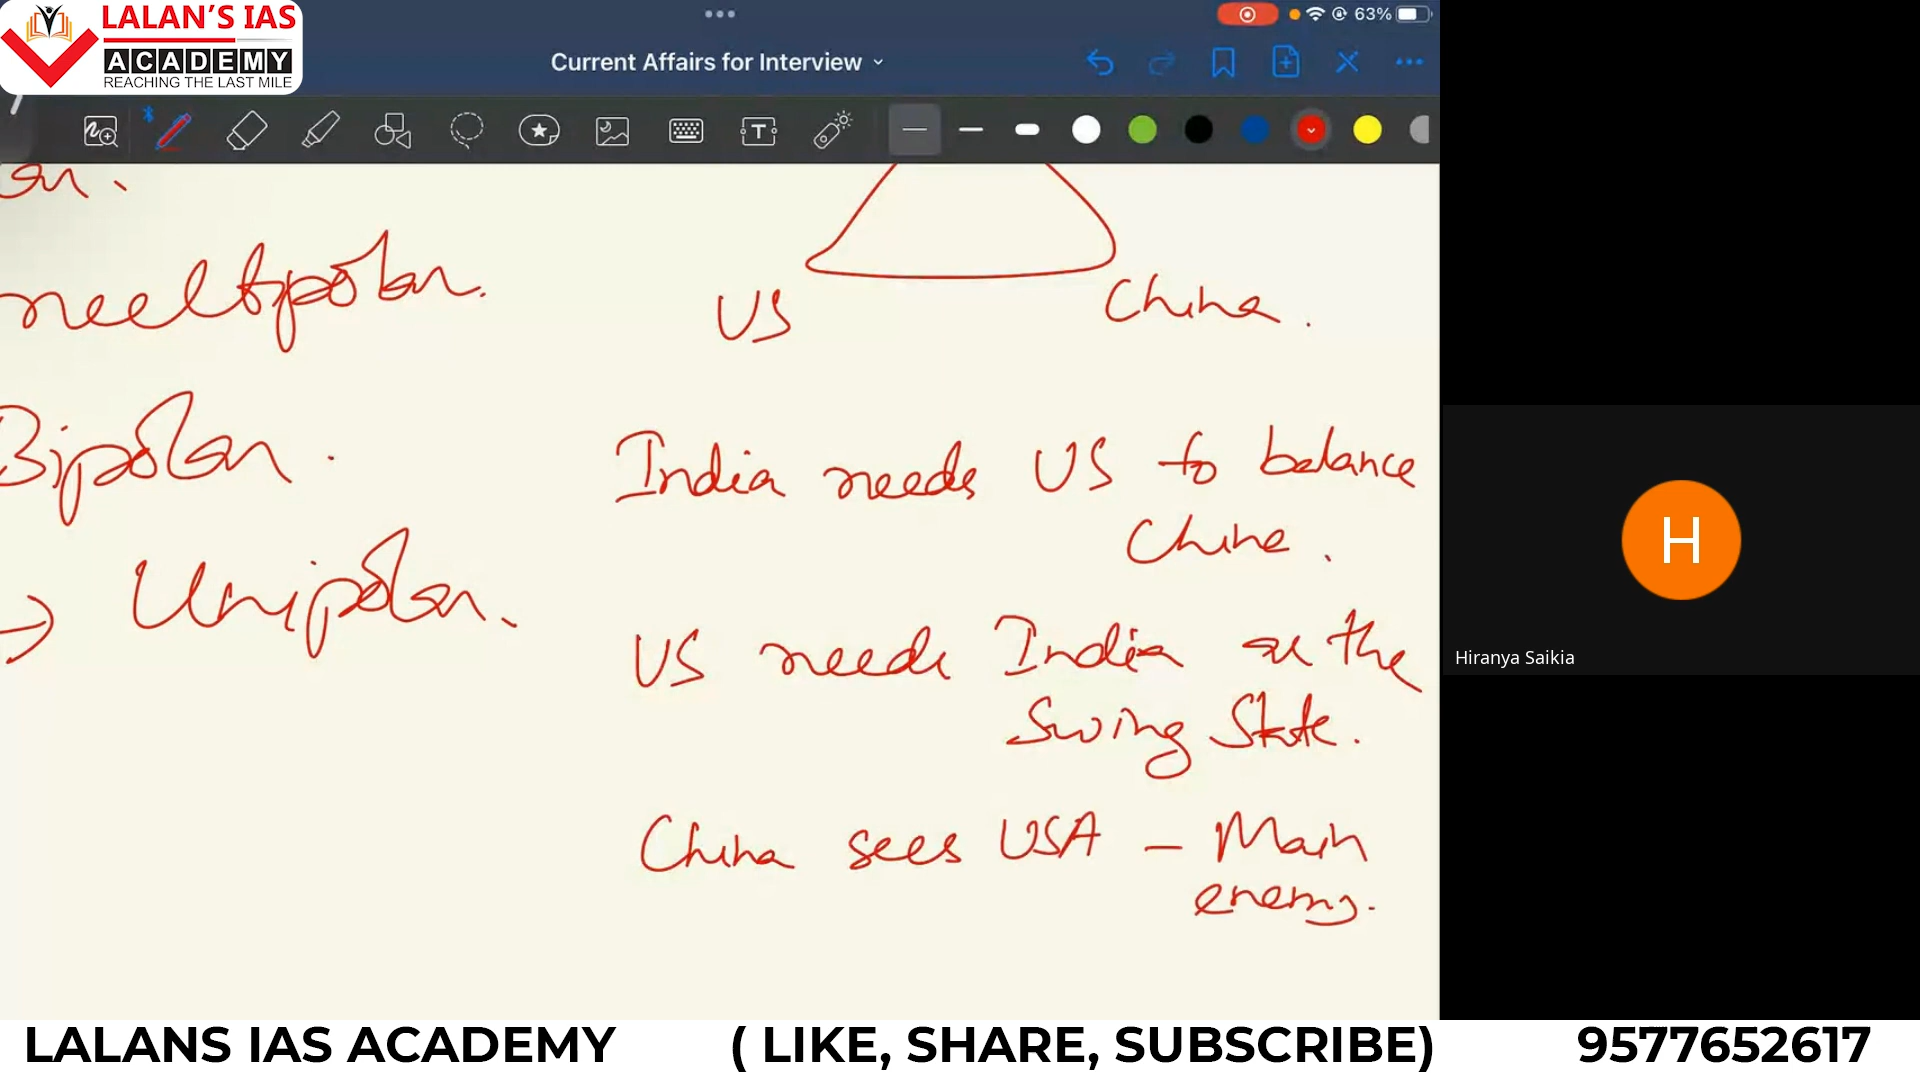 LALAN'S IAS
ACADEMY
REACHING THE LAST MILE
63%
Current Affairs for Interview
T
multipolar.
US
China.
Bipolar.
India needs US to balance
China.
Unipolar.
US needs India as the
Swing State.
China sees USA – Main
enemy.
H
Hiranya Saikia
LALANS IAS ACADEMY ( LIKE, SHARE, SUBSCRIBE) 9577652617